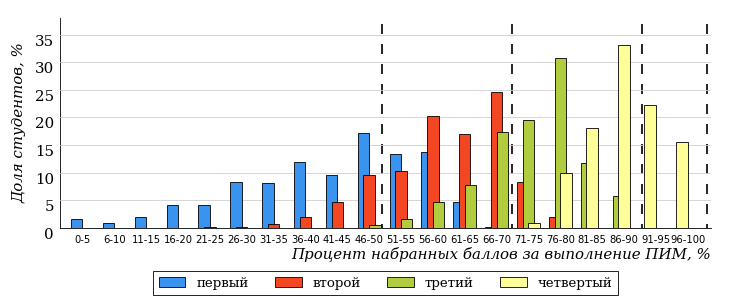 Доля студентов, %
35
30
25
20
15
10
5
0
0-5 6-10 11-15 16-20 21-25 26-30 31-35 36-40 41-45 46-50 51-55 56-60 61-65 66-70 71-75 76-80 81-85 86-90 91-95 96-100
Процент набранных баллов за выполнение ПИМ, %
первый второй третий четвертый